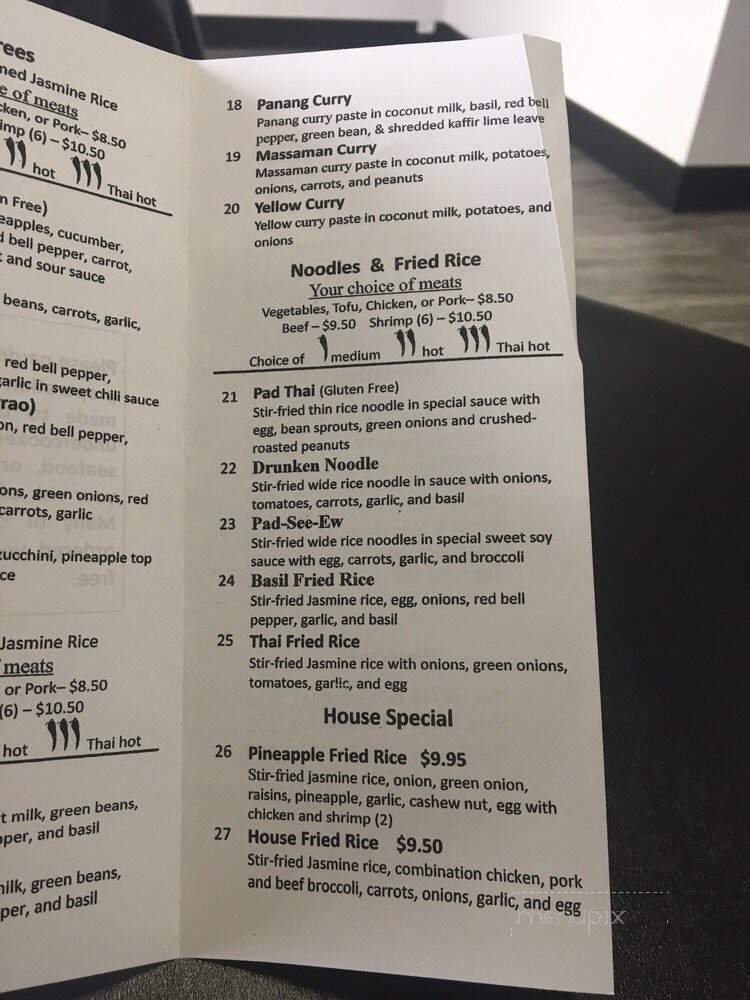 ees
ned Jasmine Rice
e of meats
cken, or Pork– $8.50
imp (6) – $10.50
hot Thai hot
n Free)
eapples, cucumber,
d bell pepper, carrot,
t and sour sauce
beans, carrots, garlic,
red bell pepper,
garlic in sweet chili sauce
rao)
on, red bell pepper,
ons, green onions, red
carrots, garlic
zucchini, pineapple top
ce
Jasmine Rice
meats
or Pork– $8.50
(6) – $10.50
hot Thai hot
t milk, green beans,
pper, and basil
milk, green beans,
per, and basil
18 Panang Curry
Panang curry paste in coconut milk, basil, red bell
pepper, green bean, & shredded kaffir lime leave
19 Massaman Curry
Massaman curry paste in coconut milk, potatoes,
onions, carrots, and peanuts
20 Yellow Curry
Yellow curry paste in coconut milk, potatoes, and
onions
Noodles & Fried Rice
Your choice of meats
Vegetables, Tofu, Chicken, or Pork– $8.50
Beef – $9.50 Shrimp (6) – $10.50
Choice of medium hot Thai hot
21 Pad Thai (Gluten Free)
Stir-fried thin rice noodle in special sauce with
egg, bean sprouts, green onions and crushed-
roasted peanuts
22 Drunken Noodle
Stir-fried wide rice noodle in sauce with onions,
tomatoes, carrots, garlic, and basil
23 Pad-See-Ew
Stir-fried wide rice noodles in special sweet soy
sauce with egg, carrots, garlic, and broccoli
24 Basil Fried Rice
Stir-fried Jasmine rice, egg, onions, red bell
pepper, garlic, and basil
25 Thai Fried Rice
Stir-fried Jasmine rice with onions, green onions,
tomatoes, garlic, and egg
House Special
26 Pineapple Fried Rice $9.95
Stir-fried jasmine rice, onion, green onion,
raisins, pineapple, garlic, cashew nut, egg with
chicken and shrimp (2)
27 House Fried Rice $9.50
Stir-fried Jasmine rice, combination chicken, pork
and beef broccoli, carrots, onions, garlic, and egg
menupix